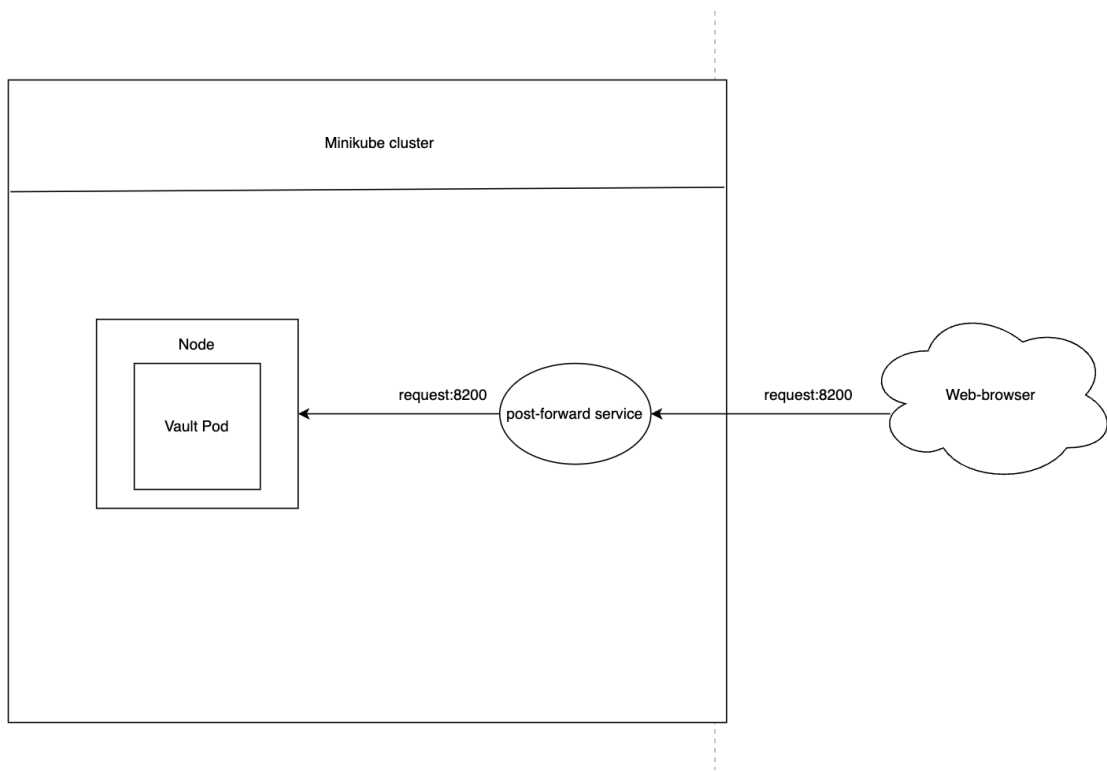 Minikube cluster
Node
Vault Pod
request:8200
post-forward service
request:8200
Web-browser